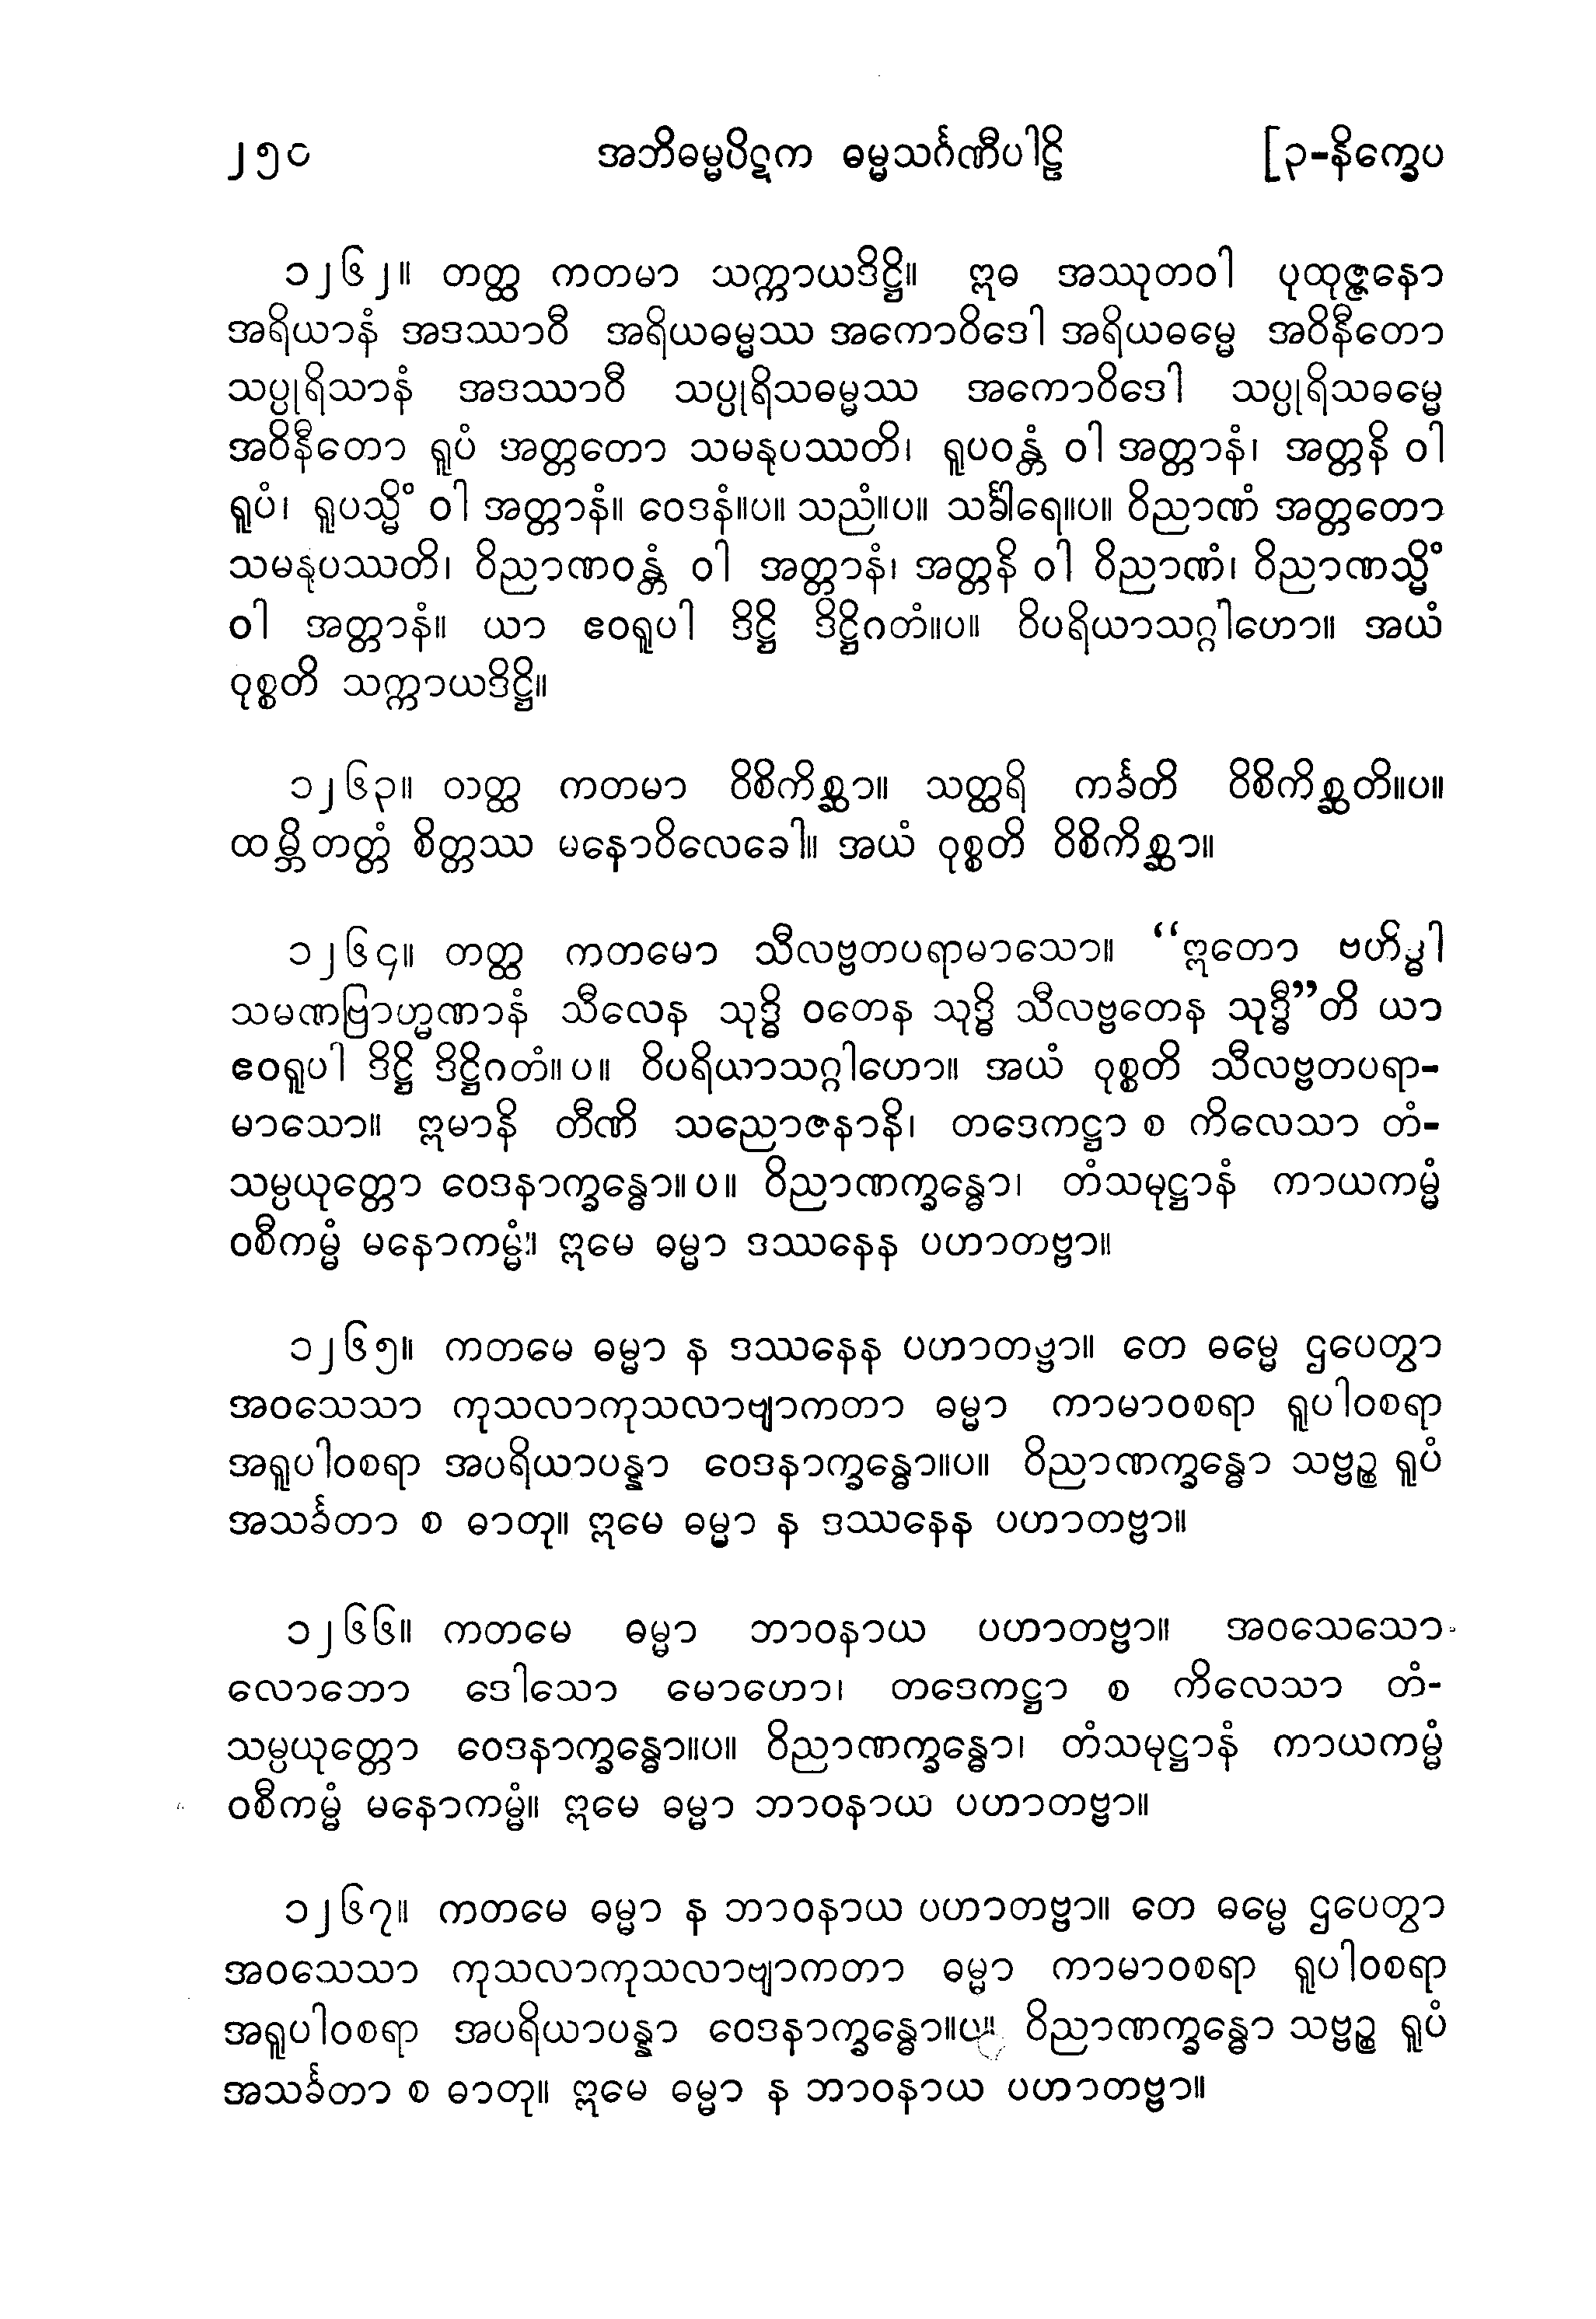 ၂၅၀ အဘိဓမ္မပိဋက ဓမ္မသင်္ဂဏီပါဠိ [၃-နိက္ခေပ
၁၂၆၂။ တတ္ထ ကတမာ သက္ကာယဒိဋ္ဌိ။ ဣဓ အဿုတဝါ ပုထုဇ္ဇနော
အရိယာနံ အဒဿာဝီ အရိယဓမ္မဿ အကောဝိဒေါ အရိယဓမ္မေ အဝိနီတော
သပ္ပုရိသာနံ အဒဿာဝီ သပ္ပုရိသဓမ္မဿ အကောဝိဒေါ သပ္ပုရိသဓမ္မေ
အဝိနီတော ရူပံ အတ္တတော သမနုပဿတိ၊ ရူပဝန္တံ ဝါ အတ္တာနံ၊ အတ္တနိ ဝါ
ရူပံ၊ ရူပသ္မိံ ဝါ အတ္တာနံ။ ဝေဒနံ။ပ။ သညံ။ပ။ သင်္ခါရေ။ပ။ ဝိညာဏံ အတ္တတော
သမနုပဿတိ၊ ဝိညာဏဝန္တံ ဝါ အတ္တာနံ၊ အတ္တနိ ဝါ ဝိညာဏံ၊ ဝိညာဏသ္မိံ
ဝါ အတ္တာနံ။ ယာ ဧဝရူပါ ဒိဋ္ဌိ ဒိဋ္ဌိဂတံ။ပ။ ဝိပရိယာသဂ္ဂါဟော။ အယံ
ဝုစ္စတိ သက္ကာယဒိဋ္ဌိ။
၁၂၆၃။ တတ္ထ ကတမာ ဝိစိကိစ္ဆာ။ သတ္ထရိ ကင်္ခတိ ဝိစိကိစ္ဆတိ။ပ။
ထမ္ဘိတတ္တံ စိတ္တဿ မနောဝိလေခေါ။ အယံ ဝုစ္စတိ ဝိစိကိစ္ဆာ။
၁၂၆၄။ တတ္ထ ကတမော သီလဗ္ဗတပရာမာသော။ “ဣတော ဗဟိဒ္ဓါ
သမဏဗြာဟ္မဏာနံ သီလေန သုဒ္ဓိ ဝတေန သုဒ္ဓိ သီလဗ္ဗတေန သုဒ္ဓီ”တိ ယာ
ဧဝရူပါ ဒိဋ္ဌိ ဒိဋ္ဌိဂတံ။ပ။ ဝိပရိယာသဂ္ဂါဟော။ အယံ ဝုစ္စတိ သီလဗ္ဗတပရာ-
မာသော။ ဣမာနိ တီဏိ သညောဇနာနိ၊ တဒေကဋ္ဌာ စ ကိလေသာ တံ-
သမ္ပယုတ္တော ဝေဒနာက္ခန္ဓော။ပ။ ဝိညာဏက္ခန္ဓော၊ တံသမုဋ္ဌာနံ ကာယကမ္မံ
ဝစီကမ္မံ မနောကမ္မံ။ ဣမေ ဓမ္မာ ဒဿနေန ပဟာတဗ္ဗာ။
၁၂၆၅။ ကတမေ ဓမ္မာ န ဒဿနေန ပဟာတဗ္ဗာ။ တေ ဓမ္မေ ဌပေတွာ
အဝသေသာ ကုသလာကုသလာဗျာကတာ ဓမ္မာ ကာမာဝစရာ ရူပါဝစရာ
အရူပါဝစရာ အပရိယာပန္နာ ဝေဒနာက္ခန္ဓော။ပ။ ဝိညာဏက္ခန္ဓော သဗ္ဗဉ္စ ရူပံ
အသင်္ခတာ စ ဓာတု။ ဣမေ ဓမ္မာ န ဒဿနေန ပဟာတဗ္ဗာ။
၁၂၆၆။ ကတမေ ဓမ္မာ ဘာဝနာယ ပဟာတဗ္ဗာ။ အဝသေသော
လောဘော ဒေါသော မောဟော၊ တဒေကဋ္ဌာ စ ကိလေသာ တံ-
သမ္ပယုတ္တော ဝေဒနာက္ခန္ဓော။ပ။ ဝိညာဏက္ခန္ဓော၊ တံသမုဋ္ဌာနံ ကာယကမ္မံ
ဝစီကမ္မံ မနောကမ္မံ။ ဣမေ ဓမ္မာ ဘာဝနာယ ပဟာတဗ္ဗာ။
၁၂၆၇။ ကတမေ ဓမ္မာ န ဘာဝနာယ ပဟာတဗ္ဗာ။ တေ ဓမ္မေ ဌပေတွာ
အဝသေသာ ကုသလာကုသလာဗျာကတာ ဓမ္မာ ကာမာဝစရာ ရူပါဝစရာ
အရူပါဝစရာ အပရိယာပန္နာ ဝေဒနာက္ခန္ဓော။ပ။ ဝိညာဏက္ခန္ဓော သဗ္ဗဉ္စ ရူပံ
အသင်္ခတာ စ ဓာတု။ ဣမေ ဓမ္မာ န ဘာဝနာယ ပဟာတဗ္ဗာ။